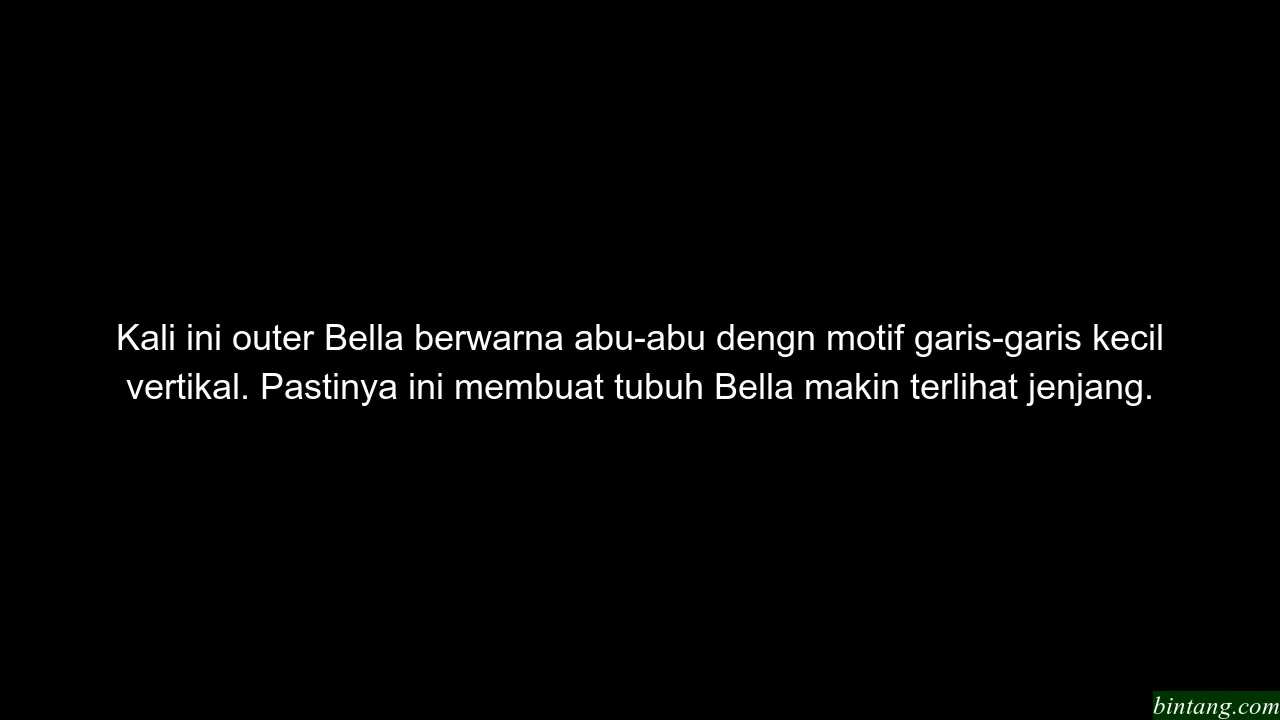 Kali ini outer Bella berwarna abu-abu dengn motif garis-garis kecil
vertikal. Pastinya ini membuat tubuh Bella makin terlihat jenjang.
bintang.com